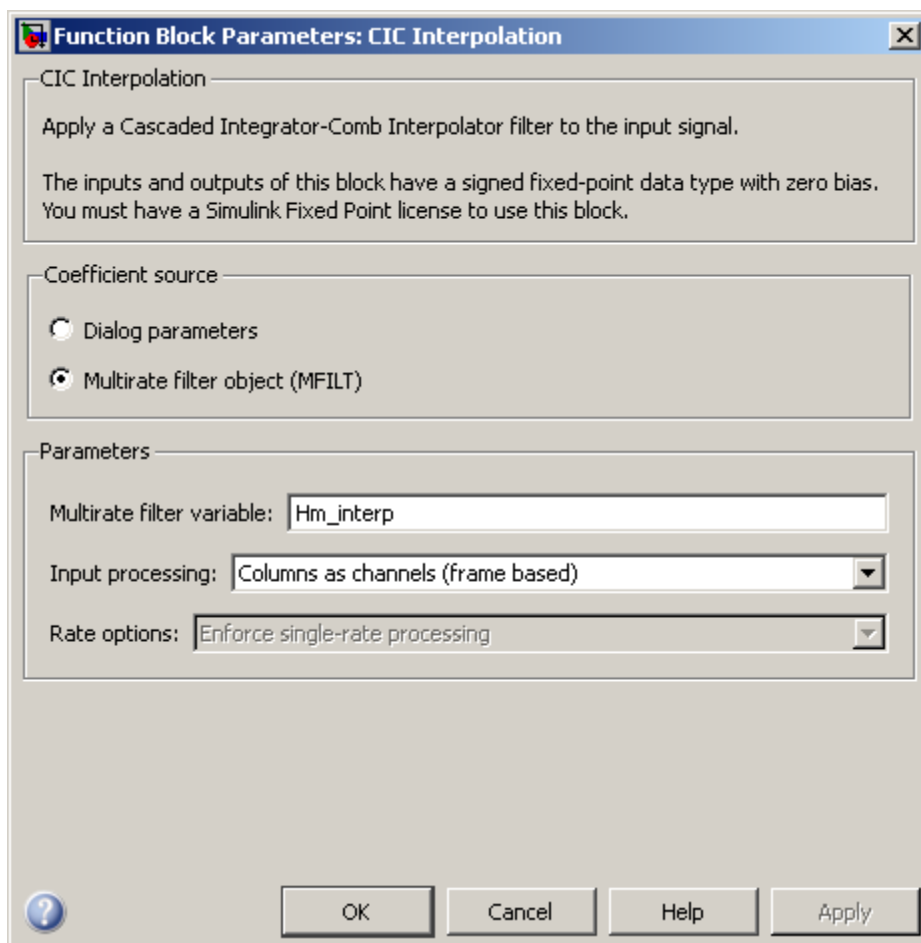 Function Block Parameters: CIC Interpolation
CIC Interpolation
Apply a Cascaded Integrator-Comb Interpolator filter to the input signal.
The inputs and outputs of this block have a signed fixed-point data type with zero bias.
You must have a Simulink Fixed Point license to use this block.
Coefficient source
Dialog parameters
Multirate filter object (MFILT)
Parameters
Multirate filter variable: Hm_interp
Input processing: Columns as channels (frame based)
Rate options: Enforce single-rate processing
OK Cancel Help Apply